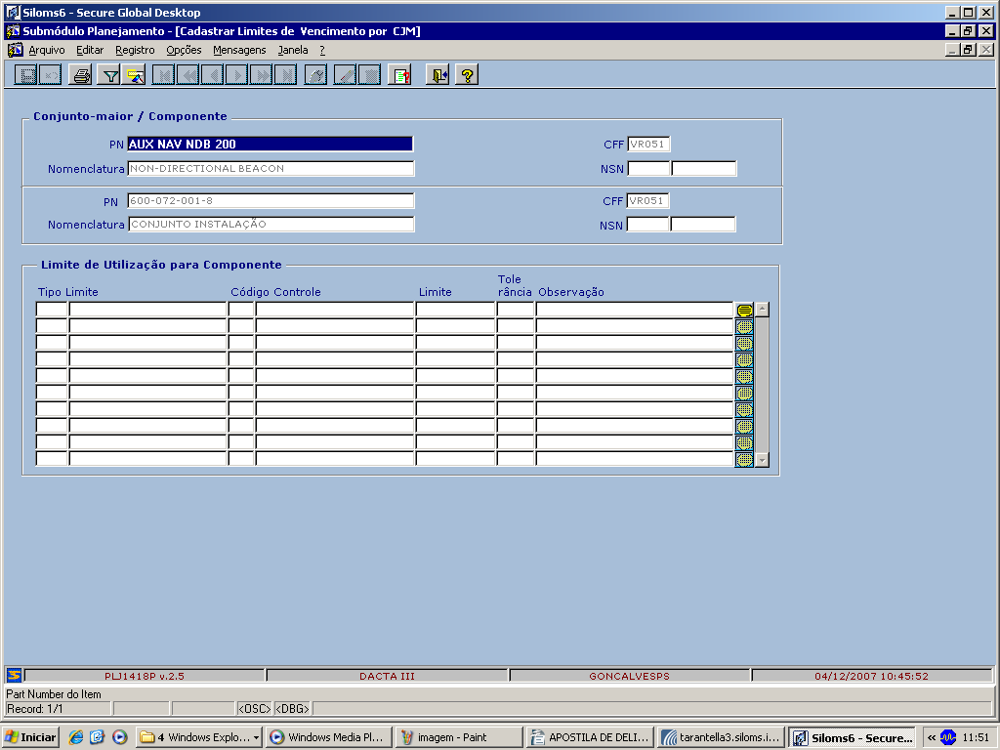 Siloms6 - Secure Global Desktop
Submódulo Planejamento - [Cadastrar Limites de Vencimento por CJM]
Arquivo Editar Registro Opções Mensagens Janela ?
Conjunto-maior / Componente
PN AUX NAV NDB 200 CFF VR051
Nomenclatura NON-DIRECTIONAL BEACON NSN
PN 600-072-001-8 CFF VR051
Nomenclatura CONJUNTO INSTALAÇÃO NSN
Limite de Utilização para Componente
Tole
Tipo Limite Código Controle Limite rância Observação
PLJ1418P v.2.5 DACTA III GONCALVESPS 04/12/2007 10:45:52
Part Number do Item
Record: 1/1 <OSC> <DBG>
Iniciar 4 Windows Explo... Windows Media Pl... imagem - Paint APOSTILA DE DELI... tarantella3.siloms.i... Siloms6 - Secure... « 11:51